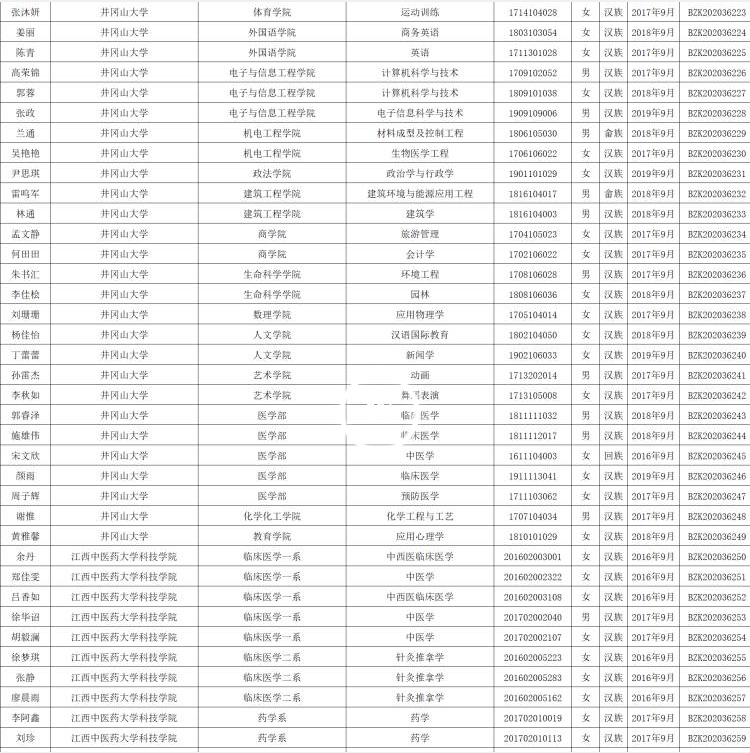 张沐妍 井冈山大学 体育学院 运动训练 1714104028 女 汉族 2017年9月 BZK202036223
姜丽 井冈山大学 外国语学院 商务英语 1803103054 女 汉族 2018年9月 BZK202036224
陈青 井冈山大学 外国语学院 英语 1711301028 女 汉族 2017年9月 BZK202036225
高荣锦 井冈山大学 电子与信息工程学院 计算机科学与技术 1709102052 男 汉族 2017年9月 BZK202036226
郭蓉 井冈山大学 电子与信息工程学院 计算机科学与技术 1809101038 女 汉族 2018年9月 BZK202036227
张政 井冈山大学 电子与信息工程学院 电子信息科学与技术 1909109006 男 汉族 2019年9月 BZK202036228
兰通 井冈山大学 机电工程学院 材料成型及控制工程 1806105030 男 畲族 2018年9月 BZK202036229
吴艳艳 井冈山大学 机电工程学院 生物医学工程 1706106022 女 汉族 2017年9月 BZK202036230
尹思琪 井冈山大学 政法学院 政治学与行政学 1901101029 女 汉族 2019年9月 BZK202036231
雷鸣军 井冈山大学 建筑工程学院 建筑环境与能源应用工程 1816104017 男 畲族 2018年9月 BZK202036232
林通 井冈山大学 建筑工程学院 建筑学 1816104003 男 汉族 2018年9月 BZK202036233
孟文静 井冈山大学 商学院 旅游管理 1704105023 女 汉族 2017年9月 BZK202036234
何田田 井冈山大学 商学院 会计学 1702106022 女 汉族 2017年9月 BZK202036235
朱书汇 井冈山大学 生命科学学院 环境工程 1708106028 男 汉族 2017年9月 BZK202036236
李佳桧 井冈山大学 生命科学学院 园林 1808106036 女 汉族 2018年9月 BZK202036237
刘珊珊 井冈山大学 数理学院 应用物理学 1705104014 女 汉族 2017年9月 BZK202036238
杨佳怡 井冈山大学 人文学院 汉语国际教育 1802104050 女 汉族 2018年9月 BZK202036239
丁蕾蕾 井冈山大学 人文学院 新闻学 1902106033 女 汉族 2019年9月 BZK202036240
孙雷杰 井冈山大学 艺术学院 动画 1713202014 男 汉族 2017年9月 BZK202036241
李秋如 井冈山大学 艺术学院 舞蹈表演 1713105008 女 汉族 2017年9月 BZK202036242
郭睿泽 井冈山大学 医学部 临床医学 1811111032 男 汉族 2018年9月 BZK202036243
施雄伟 井冈山大学 医学部 临床医学 1811112017 男 汉族 2018年9月 BZK202036244
宋文欣 井冈山大学 医学部 中医学 1611104003 女 回族 2016年9月 BZK202036245
颜雨 井冈山大学 医学部 临床医学 1911113041 女 汉族 2019年9月 BZK202036246
周子辉 井冈山大学 医学部 预防医学 1711103062 女 汉族 2017年9月 BZK202036247
谢惟 井冈山大学 化学化工学院 化学工程与工艺 1707104034 男 汉族 2017年9月 BZK202036248
黄雅馨 井冈山大学 教育学院 应用心理学 1810101029 女 汉族 2018年9月 BZK202036249
余丹 江西中医药大学科技学院 临床医学一系 中西医临床医学 201602003001 女 汉族 2016年9月 BZK202036250
郑佳雯 江西中医药大学科技学院 临床医学一系 中医学 201602002322 女 汉族 2016年9月 BZK202036251
吕香如 江西中医药大学科技学院 临床医学一系 中西医临床医学 201602003108 女 汉族 2016年9月 BZK202036252
徐华诏 江西中医药大学科技学院 临床医学一系 中医学 201702002040 男 汉族 2017年9月 BZK202036253
胡毅澜 江西中医药大学科技学院 临床医学一系 中医学 201702002107 女 汉族 2017年9月 BZK202036254
徐梦琪 江西中医药大学科技学院 临床医学二系 针灸推拿学 201602005223 女 汉族 2016年9月 BZK202036255
张静 江西中医药大学科技学院 临床医学二系 针灸推拿学 201602005283 女 汉族 2016年9月 BZK202036256
廖晨雨 江西中医药大学科技学院 临床医学二系 针灸推拿学 201602005162 女 汉族 2016年9月 BZK202036257
李阿鑫 江西中医药大学科技学院 药学系 药学 201702010019 女 汉族 2017年9月 BZK202036258
刘珍 江西中医药大学科技学院 药学系 药学 201702010113 女 汉族 2017年9月 BZK202036259